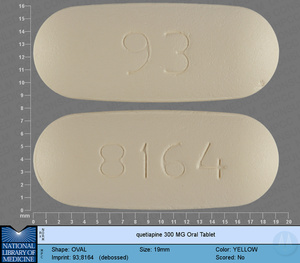 93
8164
mm
quetiapine 300 MG Oral Tablet
NATIONAL
LIBRARY OF
MEDICINE
Shape: OVAL Size: 19mm Color: YELLOW
Imprint: 93;8164 (debossed) Scored: No